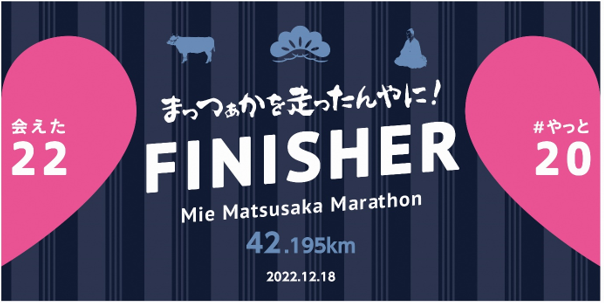 まっつぁかを走ったんやに!
会えた
22
#やっと
20
FINISHER
Mie Matsusaka Marathon
42.195km
2022.12.18